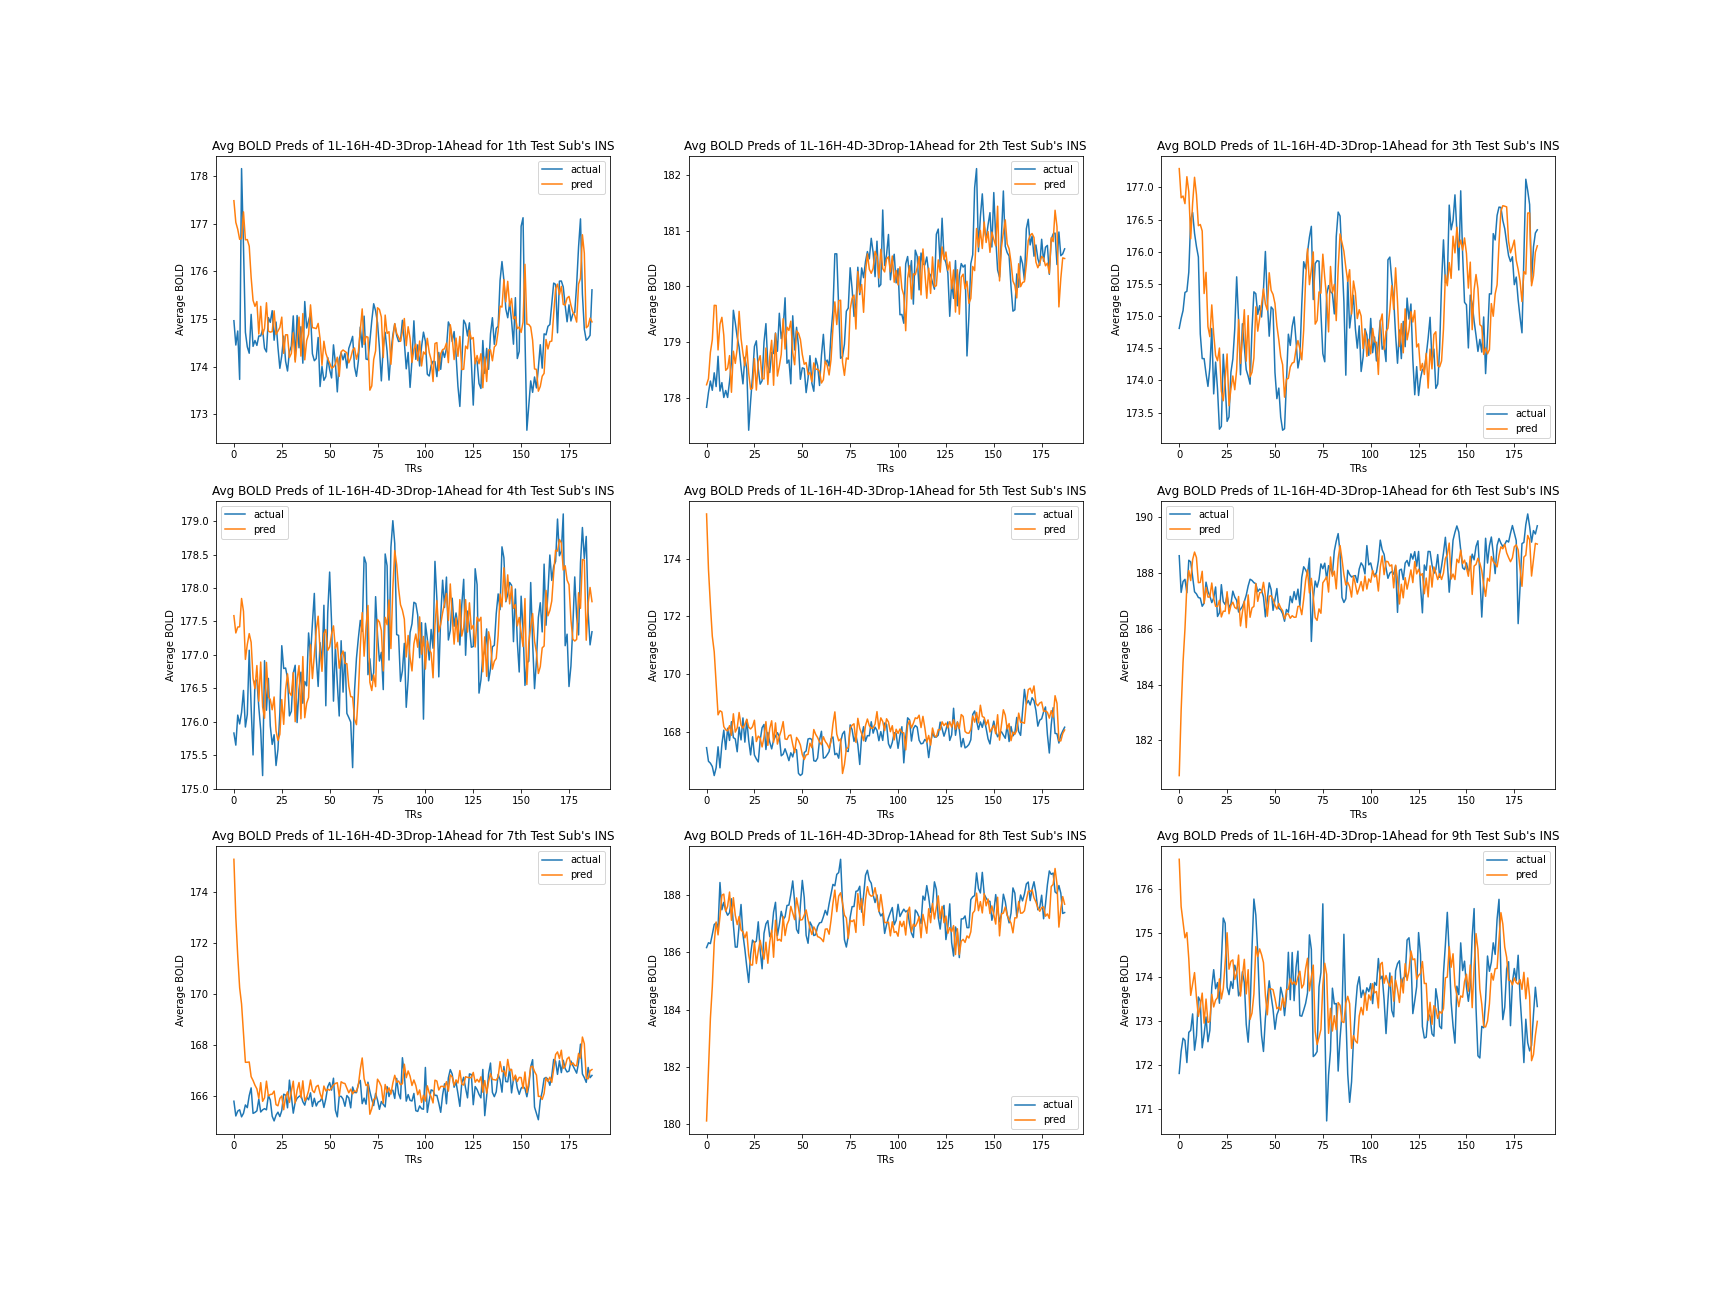 Avg BOLD Preds of 1L-16H-4D-3Drop-1Ahead for 1th Test Sub's INS
178
177
176
175
174
173
Average BOLD
0 25 50 75 100 125 150 175
TRs
actual
pred
Avg BOLD Preds of 1L-16H-4D-3Drop-1Ahead for 2th Test Sub's INS
182
181
180
179
178
Average BOLD
0 25 50 75 100 125 150 175
TRs
actual
pred
Avg BOLD Preds of 1L-16H-4D-3Drop-1Ahead for 3th Test Sub's INS
177.0
176.5
176.0
175.5
175.0
174.5
174.0
173.5
Average BOLD
0 25 50 75 100 125 150 175
TRs
actual
pred
Avg BOLD Preds of 1L-16H-4D-3Drop-1Ahead for 4th Test Sub's INS
179.0
178.5
178.0
177.5
177.0
176.5
176.0
175.5
175.0
Average BOLD
0 25 50 75 100 125 150 175
TRs
actual
pred
Avg BOLD Preds of 1L-16H-4D-3Drop-1Ahead for 5th Test Sub's INS
174
172
170
168
Average BOLD
0 25 50 75 100 125 150 175
TRs
actual
pred
Avg BOLD Preds of 1L-16H-4D-3Drop-1Ahead for 6th Test Sub's INS
190
188
186
184
182
Average BOLD
0 25 50 75 100 125 150 175
TRs
actual
pred
Avg BOLD Preds of 1L-16H-4D-3Drop-1Ahead for 7th Test Sub's INS
174
172
170
168
166
Average BOLD
0 25 50 75 100 125 150 175
TRs
actual
pred
Avg BOLD Preds of 1L-16H-4D-3Drop-1Ahead for 8th Test Sub's INS
188
186
184
182
180
Average BOLD
0 25 50 75 100 125 150 175
TRs
actual
pred
Avg BOLD Preds of 1L-16H-4D-3Drop-1Ahead for 9th Test Sub's INS
176
175
174
173
172
171
Average BOLD
0 25 50 75 100 125 150 175
TRs
actual
pred